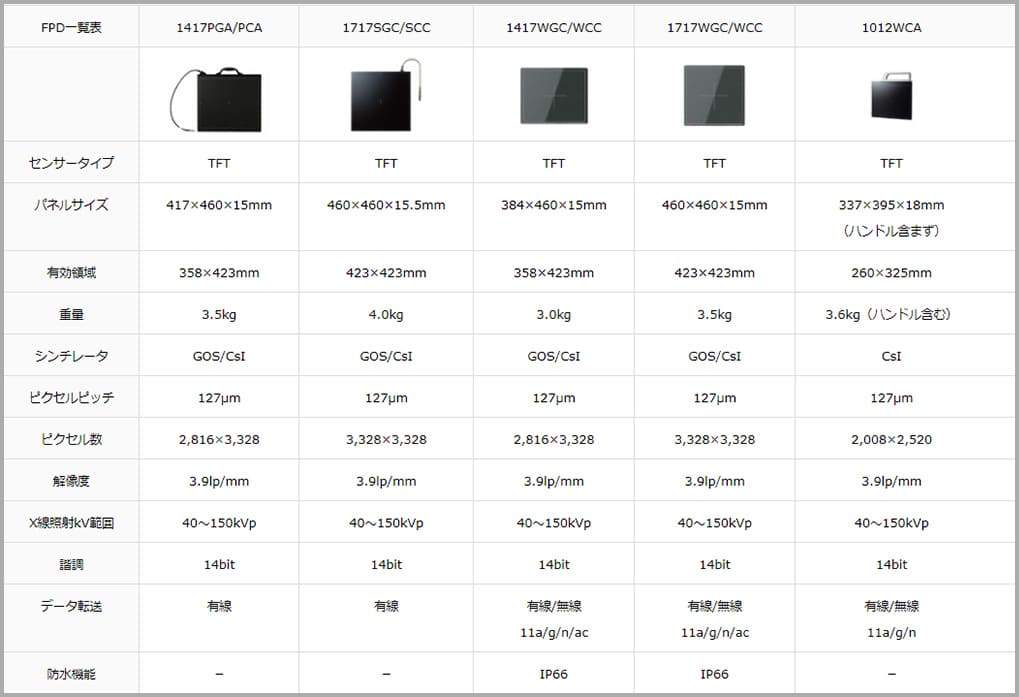 FPD一覧表 1417PGA/PCA 1717SGC/SCC 1417WGC/WCC 1717WGC/WCC 1012WCA
センサータイプ TFT TFT TFT TFT TFT
パネルサイズ 417×460×15mm 460×460×15.5mm 384×460×15mm 460×460×15mm 337×395×18mm
（ハンドル含まず）
有効領域 358×423mm 423×423mm 358×423mm 423×423mm 260×325mm
重量 3.5kg 4.0kg 3.0kg 3.5kg 3.6kg（ハンドル含む）
シンチレータ GOS/CsI GOS/CsI GOS/CsI GOS/CsI CsI
ピクセルピッチ 127μm 127μm 127μm 127μm 127μm
ピクセル数 2,816×3,328 3,328×3,328 2,816×3,328 3,328×3,328 2,008×2,520
解像度 3.9lp/mm 3.9lp/mm 3.9lp/mm 3.9lp/mm 3.9lp/mm
X線照射kV範囲 40～150kVp 40～150kVp 40～150kVp 40～150kVp 40～150kVp
諧調 14bit 14bit 14bit 14bit 14bit
データ転送 有線 有線 有線/無線 有線/無線 有線/無線
11a/g/n/ac 11a/g/n/ac 11a/g/n
防水機能 – – IP66 IP66 –